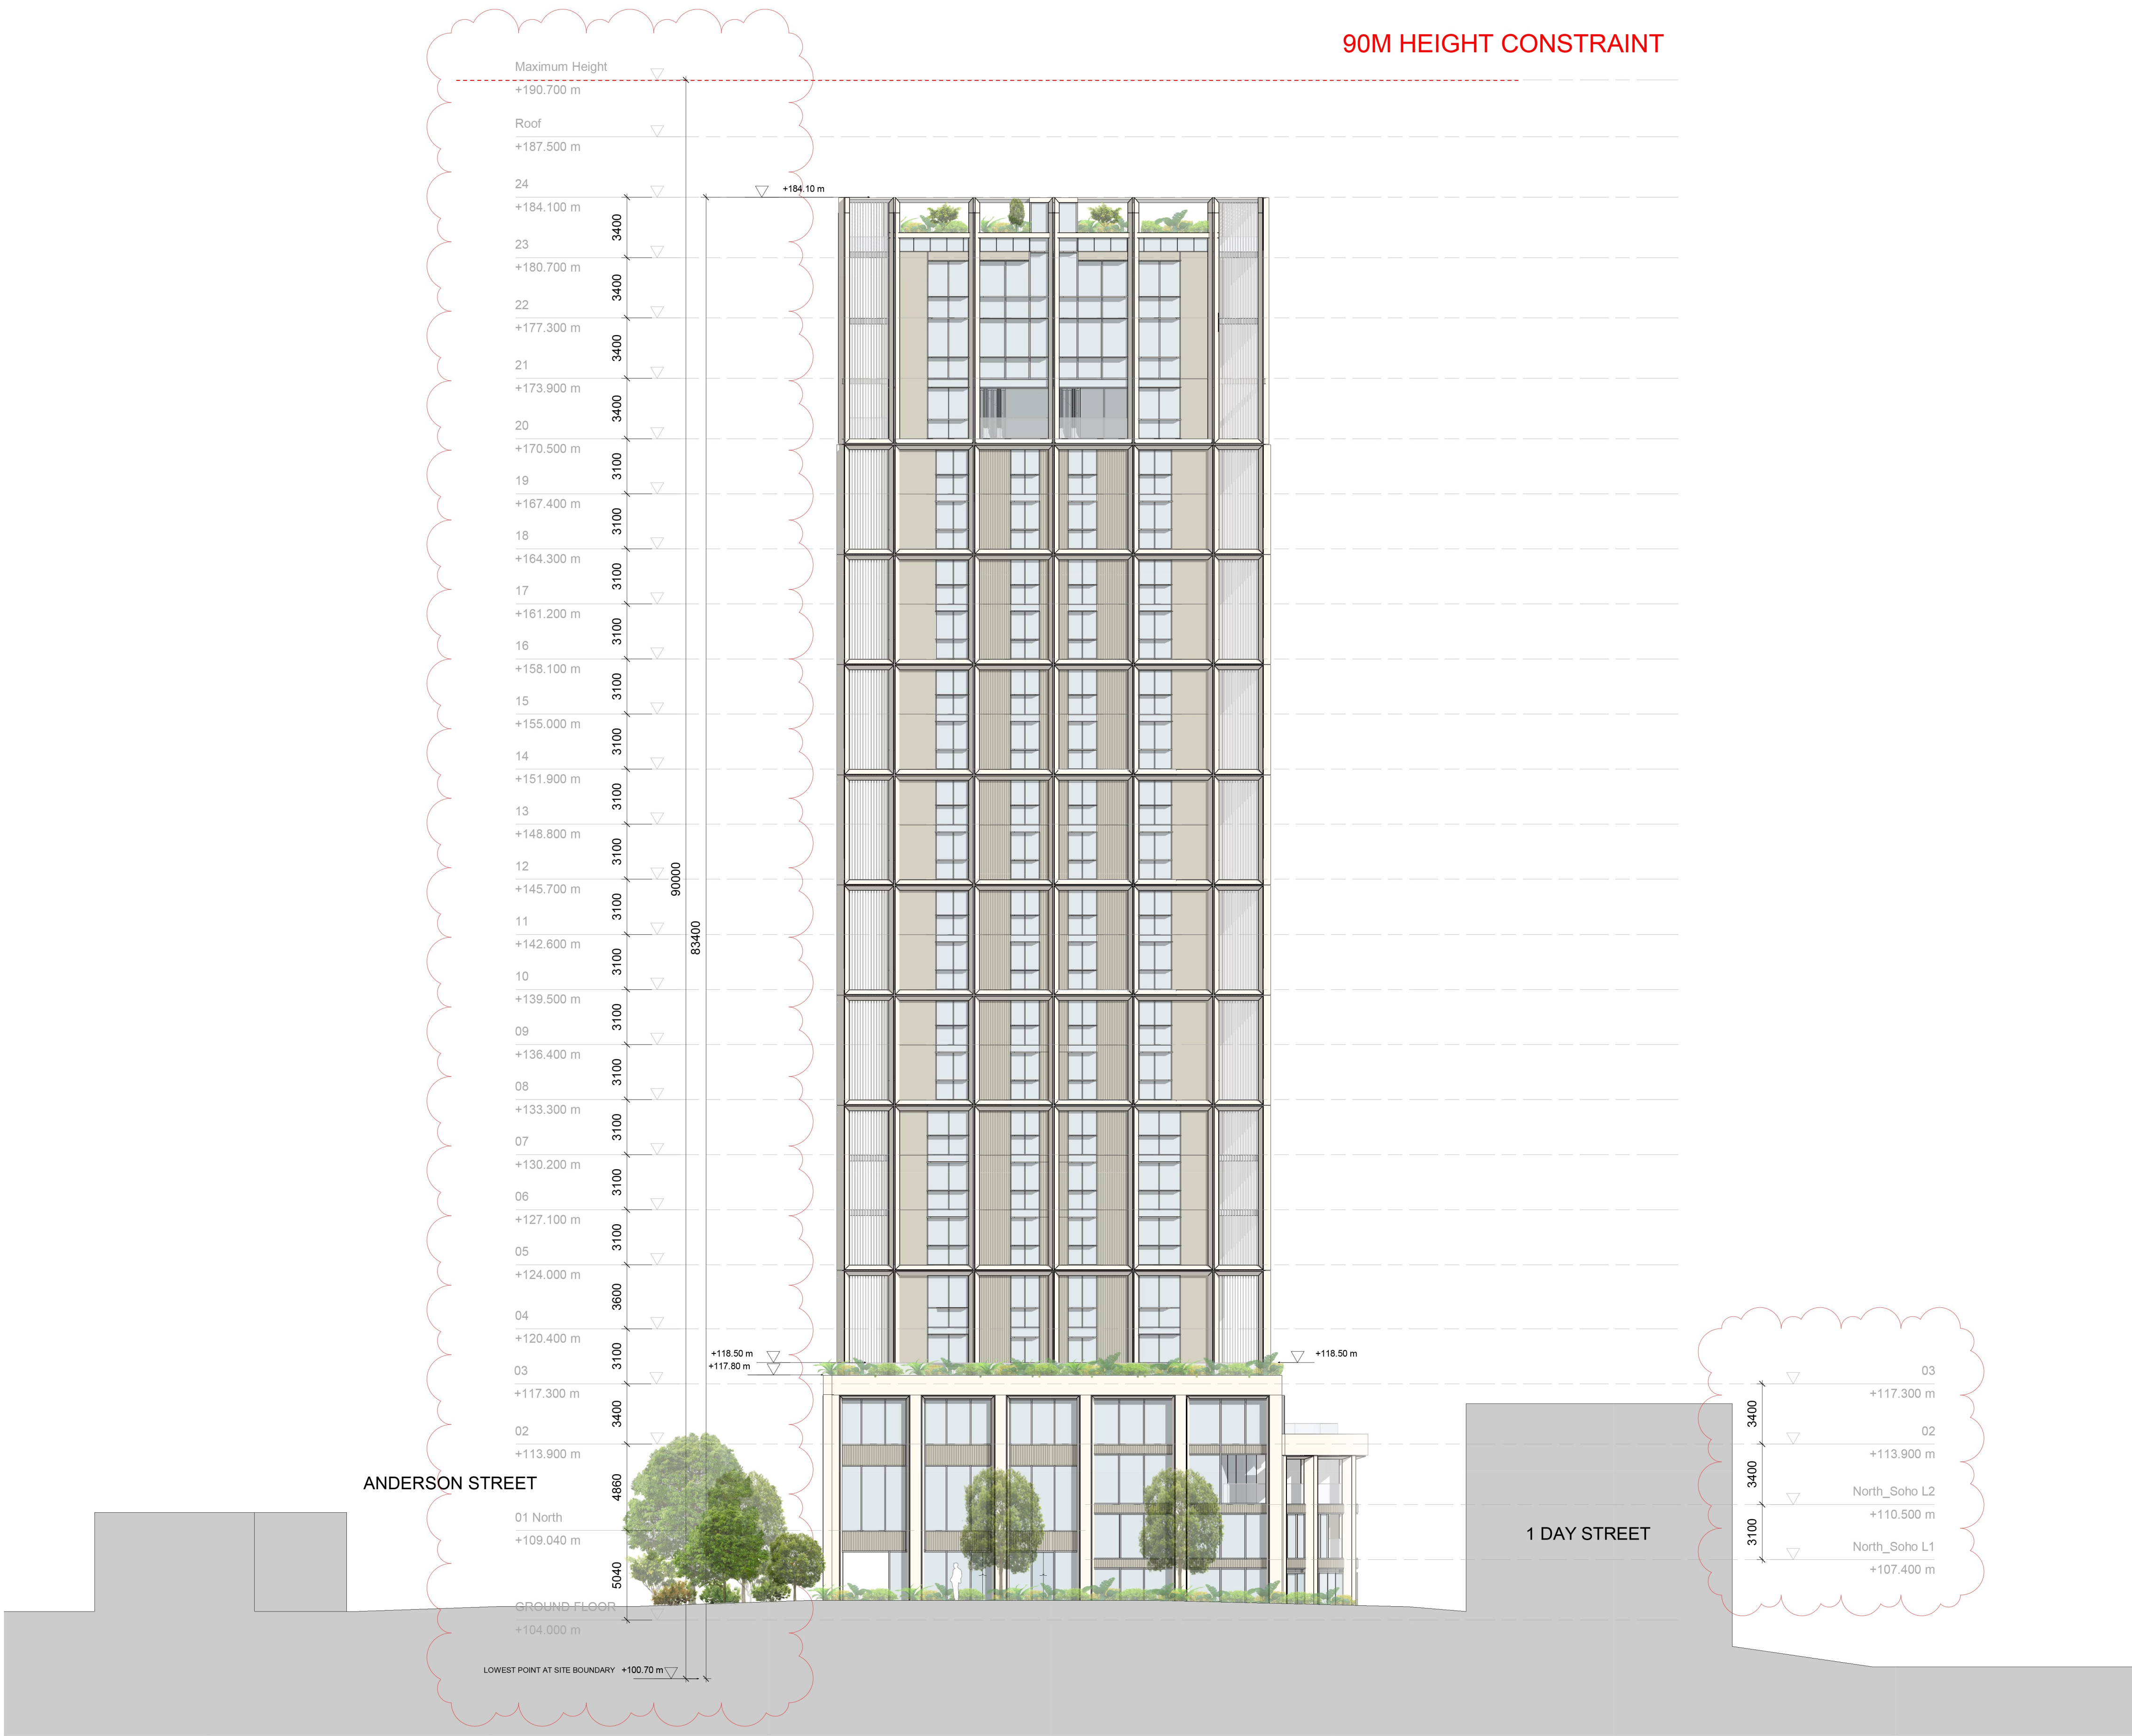 90M HEIGHT CONSTRAINT
Maximum Height
+190.700 m
Roof
+187.500 m
24
+184.100 m
+184.10 m
3400
23
+180.700 m
3400
22
+177.300 m
3400
21
+173.900 m
3400
20
+170.500 m
3100
19
+167.400 m
3100
18
+164.300 m
3100
17
+161.200 m
3100
16
+158.100 m
3100
15
+155.000 m
3100
14
+151.900 m
3100
13
+148.800 m
3100
12
+145.700 m
90000
83400
3100
11
+142.600 m
3100
10
+139.500 m
3100
09
+136.400 m
3100
08
+133.300 m
3100
07
+130.200 m
3100
06
+127.100 m
3100
05
+124.000 m
3600
04
+120.400 m
3100
+118.50 m
+117.80 m
+118.50 m
03
+117.300 m
3400
02
+113.900 m
4860
ANDERSON STREET
01 North
+109.040 m
5040
GROUND FLOOR
+104.000 m
LOWEST POINT AT SITE BOUNDARY +100.70 m
1 DAY STREET
03
+117.300 m
3400
02
+113.900 m
3400
North_Soho L2
+110.500 m
3100
North_Soho L1
+107.400 m